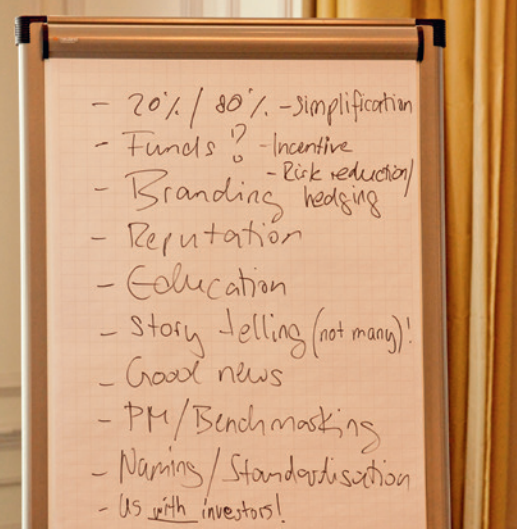 - 20% / 80% - simplification
- Funds ? - Incentive
- Risk reduction/
- Branding hedging
- Reputation
- Education
- Story telling (not many)!
- Good news
- PM/Benchmarking
- Naming/Standardisation
- Us with investors!